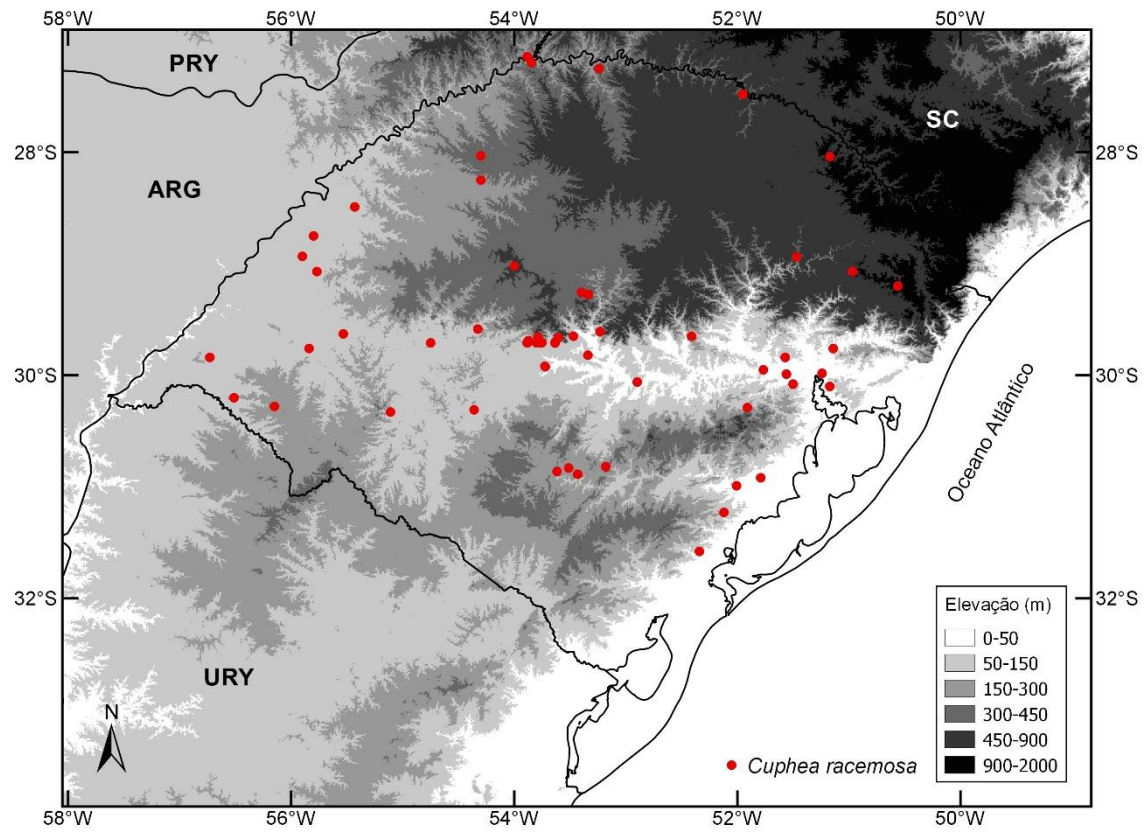 58°W 56°W 54°W 52°W 50°W
PRY
SC
28°S 28°S
ARG
30°S 30°S
Oceano Atlântico
32°S 32°S
Elevação (m)
0-50
50-150
150-300
300-450
450-900
900-2000
URY
N
Cuphea racemosa
58°W 56°W 54°W 52°W 50°W